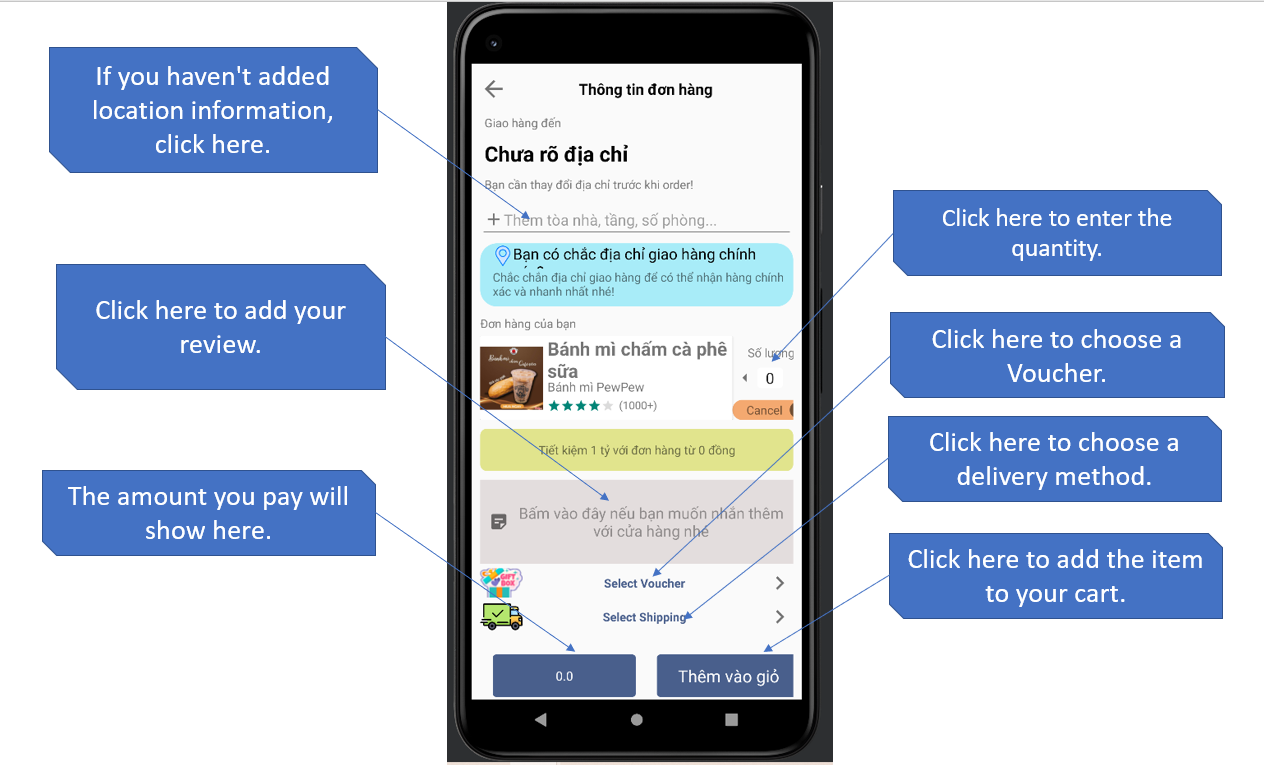 If you haven't added
location information,
click here.
Click here to add your
review.
The amount you pay will
show here.
Thông tin đơn hàng
Giao hàng đến
Chưa rõ địa chỉ
Bạn cần thay đổi địa chỉ trước khi order!
+ Thêm tòa nhà, tầng, số phòng...
Bạn có chắc địa chỉ giao hàng chính
Chắc chắn địa chỉ giao hàng để có thể nhận hàng chính
xác và nhanh nhất nhé!
Đơn hàng của bạn
Bánh mì chấm cà phê
sữa
Bánh mì PewPew
(1000+)
Số lượng
0
Cancel
Tiết kiệm 1 tỷ với đơn hàng từ 0 đồng
Bấm vào đây nếu bạn muốn nhắn thêm
với cửa hàng nhé
GIFT
BOX
Select Voucher
Select Shipping
0.0
Thêm vào giỏ
Click here to enter the
quantity.
Click here to choose a
Voucher.
Click here to choose a
delivery method.
Click here to add the item
to your cart.